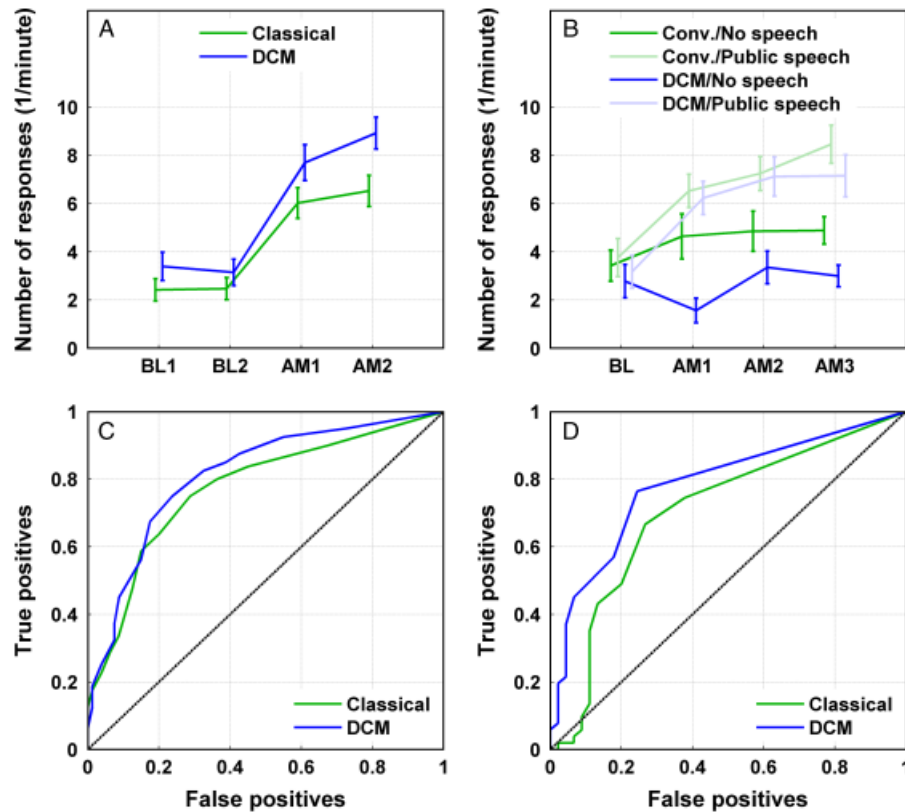 A
Classical
DCM
Number of responses (1/minute)
10
8
6
4
2
0
BL1 BL2 AM1 AM2
B
Conv./No speech
Conv./Public speech
DCM/No speech
DCM/Public speech
Number of responses (1/minute)
10
8
6
4
2
0
BL AM1 AM2 AM3
C
True positives
1
0.8
0.6
0.4
0.2
0
Classical
DCM
0 0.2 0.4 0.6 0.8 1
False positives
D
True positives
1
0.8
0.6
0.4
0.2
0
Classical
DCM
0 0.2 0.4 0.6 0.8 1
False positives